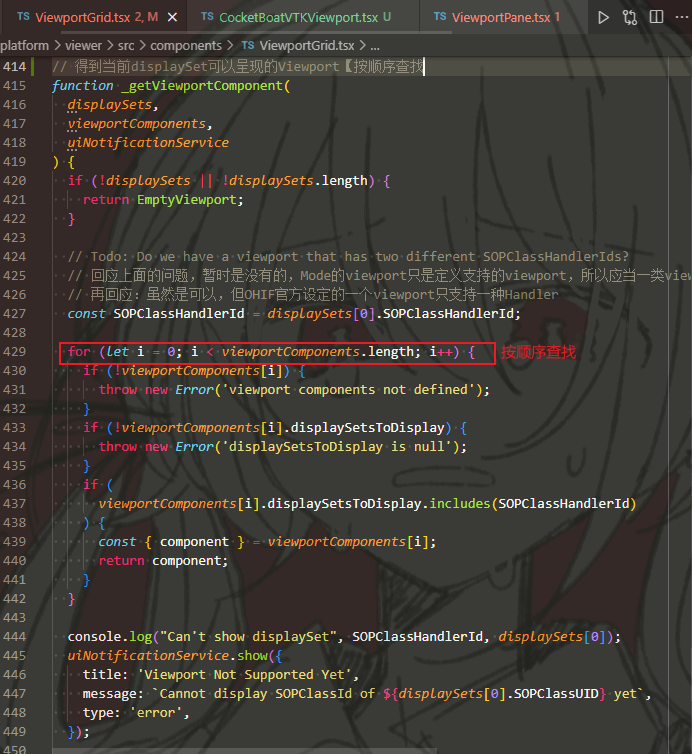 TS ViewportGrid.tsx 2, M ✕ TS CocketBoatVTKViewport.tsx U TS ViewportPane.tsx 1
platform > viewer > src > components > TS ViewportGrid.tsx > ...
414 // 得到当前displaySet可以呈现的Viewport【按顺序查找
415 function _getViewportComponent(
416 displaySets,
417 viewportComponents,
418 uiNotificationService
419 ) {
420 if (!displaySets || !displaySets.length) {
421 return EmptyViewport;
422 }
423
424 // Todo: Do we have a viewport that has two different SOPClassHandlerIds?
425 // 回应上面的问题，暂时是没有的，Mode的viewport只是定义支持的viewport，所以应当一类view
426 // 再回应：虽然是可以，但OHIF官方设定的一个viewport只支持一种Handler
427 const SOPClassHandlerId = displaySets[0].SOPClassHandlerId;
428
429 for (let i = 0; i < viewportComponents.length; i++) { 按顺序查找
430 if (!viewportComponents[i]) {
431 throw new Error('viewport components not defined');
432 }
433 if (!viewportComponents[i].displaySetsToDisplay) {
434 throw new Error('displaySetsToDisplay is null');
435 }
436 if (
437 viewportComponents[i].displaySetsToDisplay.includes(SOPClassHandlerId)
438 ) {
439 const { component } = viewportComponents[i];
440 return component;
441 }
442 }
443
444 console.log("Can't show displaySet", SOPClassHandlerId, displaySets[0]);
445 uiNotificationService.show({
446 title: 'Viewport Not Supported Yet',
447 message: `Cannot display SOPClassId of ${displaySets[0].SOPClassUID} yet`,
448 type: 'error',
449 });
450